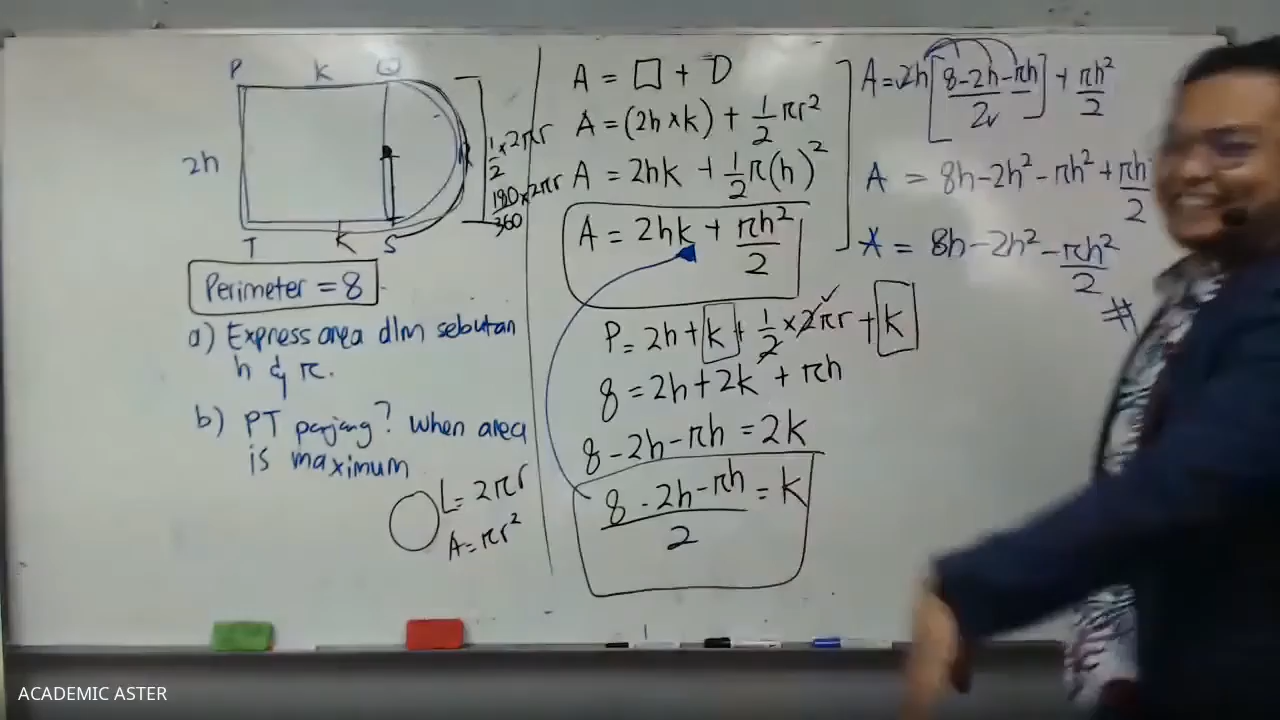 P K Q
2h
T K S
1/2 × 2πr
180/360 × 2πr
Perimeter = 8
a) Express area dlm sebutan
h & π.
b) PT panjang? When area
is maximum
L = 2πr
A = πr²
A = □ + D
A = (2h×k) + 1/2 πr²
A = 2hk + 1/2 π(h)²
A = 2hk + πh²/2
P = 2h + k + 1/2 × 2πr + k
8 = 2h + 2k + πh
8 - 2h - πh = 2k
(8 - 2h - πh)/2 = k
A = 2h[(8 - 2h - πh)/2] + πh²/2
A = 8h - 2h² - πh² + πh/2
A = 8h - 2h² - πh²/2
#
ACADEMIC ASTER